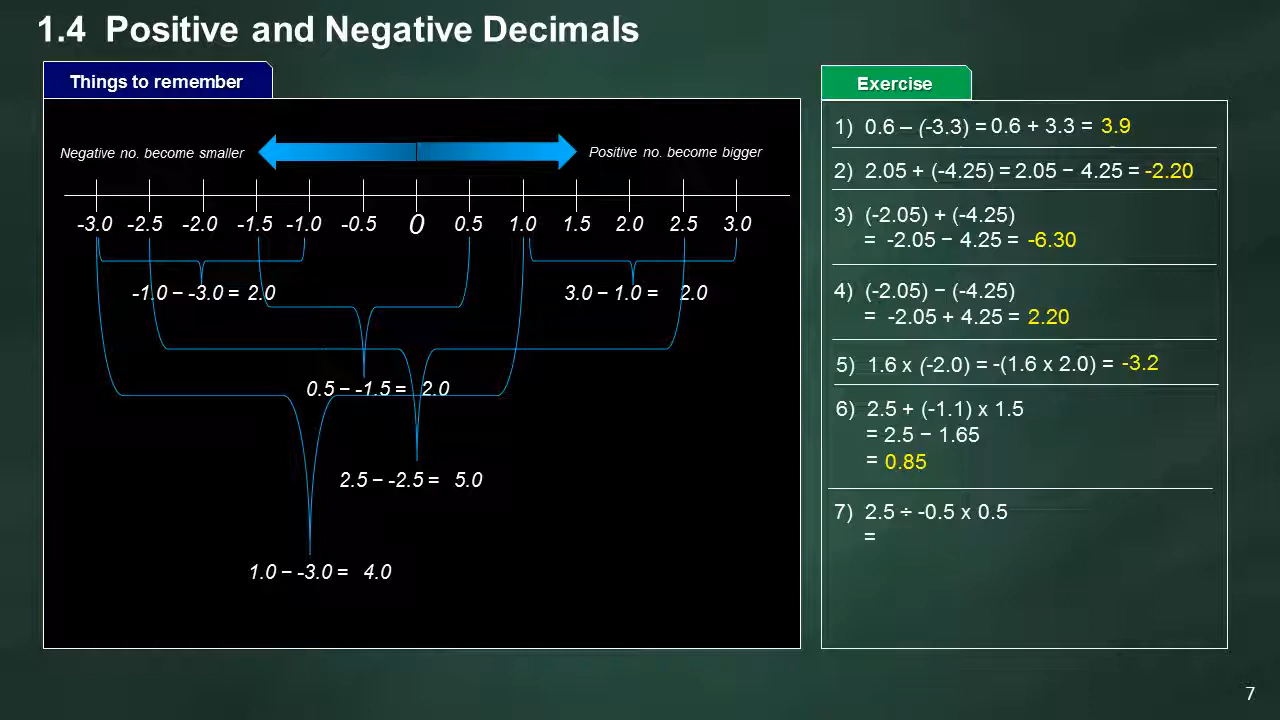 1.4 Positive and Negative Decimals
Things to remember
Negative no. become smaller
Positive no. become bigger
-3.0 -2.5 -2.0 -1.5 -1.0 -0.5 0 0.5 1.0 1.5 2.0 2.5 3.0
-1.0 − -3.0 = 2.0
3.0 − 1.0 = 2.0
0.5 − -1.5 = 2.0
2.5 − -2.5 = 5.0
1.0 − -3.0 = 4.0
Exercise
1) 0.6 – (-3.3) = 0.6 + 3.3 = 3.9
2) 2.05 + (-4.25) = 2.05 − 4.25 = -2.20
3) (-2.05) + (-4.25)
= -2.05 − 4.25 = -6.30
4) (-2.05) − (-4.25)
= -2.05 + 4.25 = 2.20
5) 1.6 x (-2.0) = -(1.6 x 2.0) = -3.2
6) 2.5 + (-1.1) x 1.5
= 2.5 − 1.65
= 0.85
7) 2.5 ÷ -0.5 x 0.5
=
7